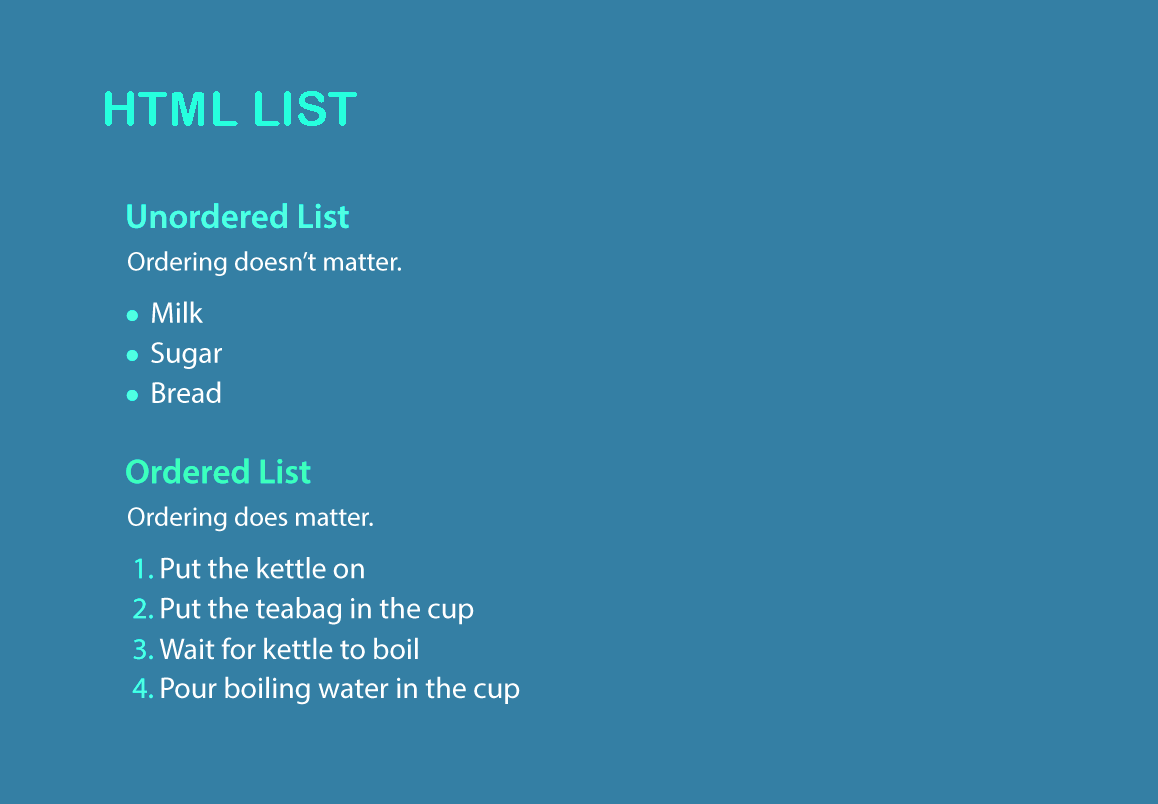 HTML LIST
Unordered List
Ordering doesn’t matter.
• Milk
• Sugar
• Bread
Ordered List
Ordering does matter.
1. Put the kettle on
2. Put the teabag in the cup
3. Wait for kettle to boil
4. Pour boiling water in the cup